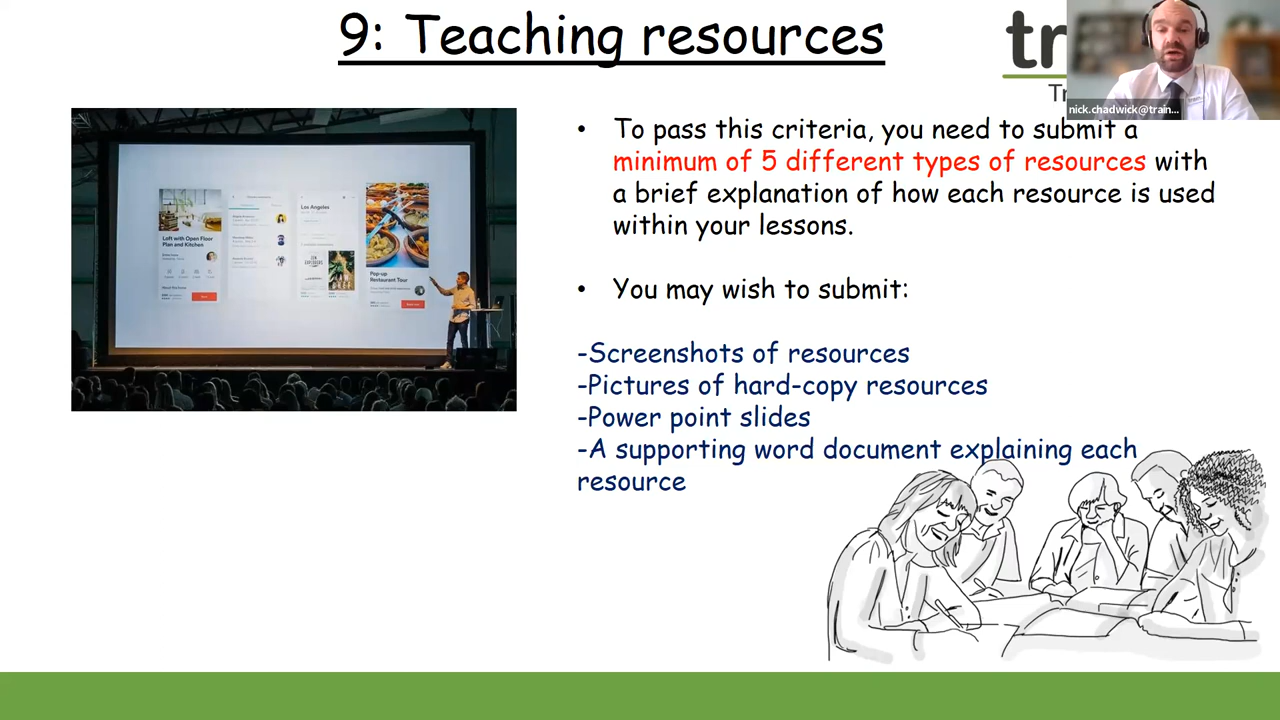 9: Teaching resources
tr
Tr
nick.chadwick@train...
• To pass this criteria, you need to submit a
minimum of 5 different types of resources with
a brief explanation of how each resource is used
within your lessons.
• You may wish to submit:
-Screenshots of resources
-Pictures of hard-copy resources
-Power point slides
-A supporting word document explaining each
resource
Loft with Open Floor
Plan and Kitchen
Los Angeles
Pop-up
Restaurant Tour